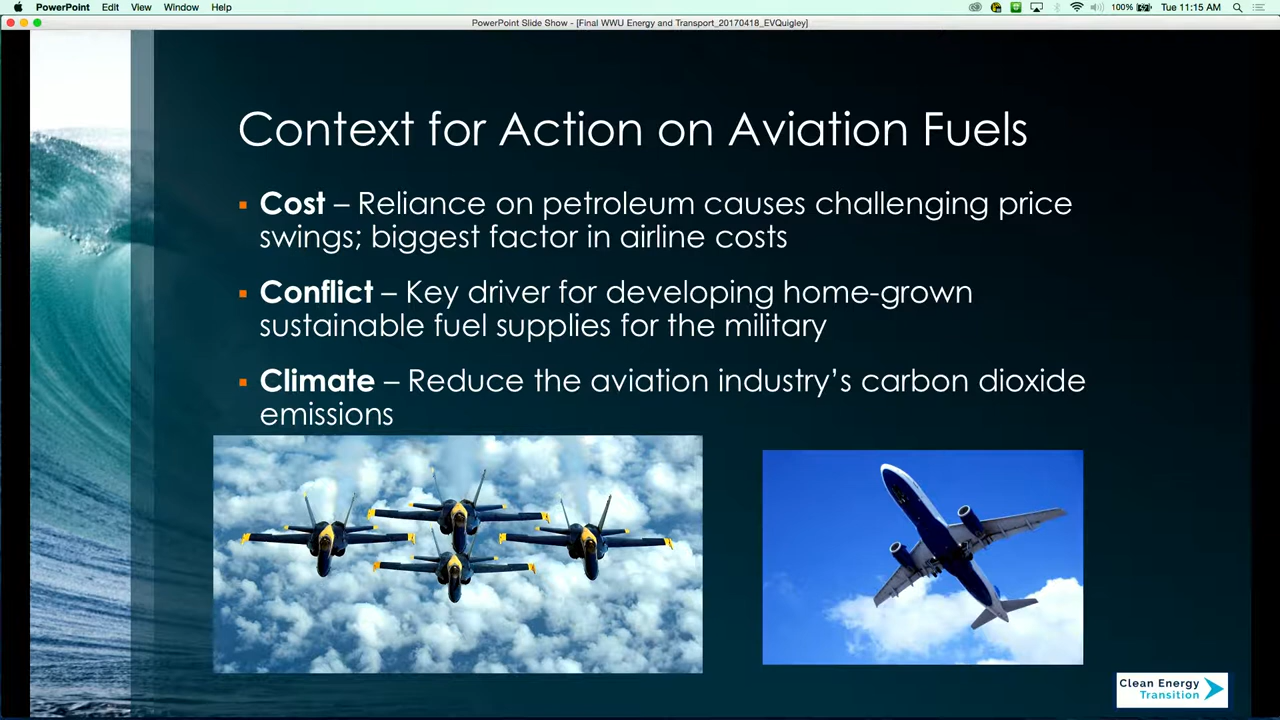 PowerPoint Edit View Window Help 100% Tue 11:15 AM
PowerPoint Slide Show - [Final WWU Energy and Transport_20170418_EVQuigley]
Context for Action on Aviation Fuels
▪ Cost – Reliance on petroleum causes challenging price
swings; biggest factor in airline costs
▪ Conflict – Key driver for developing home-grown
sustainable fuel supplies for the military
▪ Climate – Reduce the aviation industry’s carbon dioxide
emissions
Clean Energy
Transition